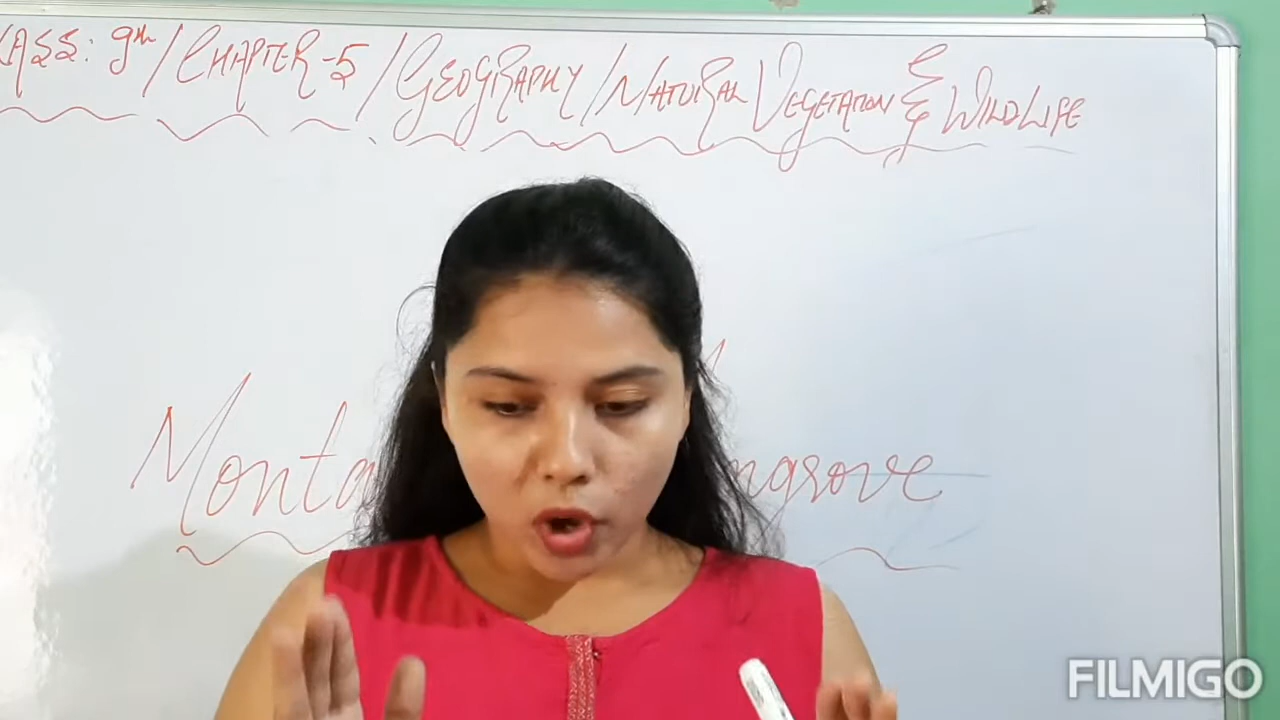 ASS: 9th / CHAPTER-5 / GEOGRAPHY / NATURAL VEGETATION & WILDLIFE
Monta ngrove
FILMIGO